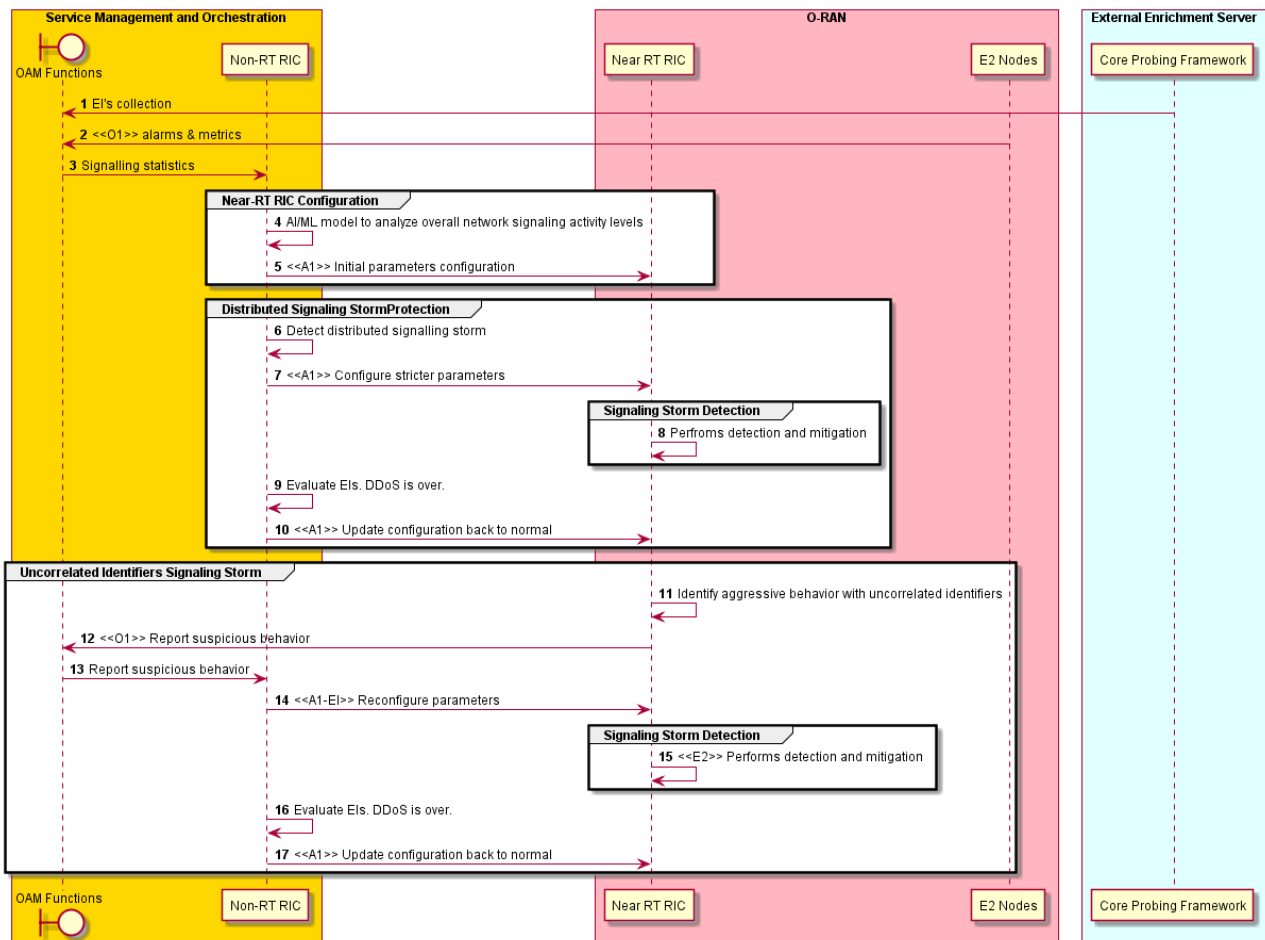 Service Management and Orchestration
O-RAN
External Enrichment Server
OAM Functions
Non-RT RIC
Near RT RIC
E2 Nodes
Core Probing Framework
1 EI's collection
2 <<O1>> alarms & metrics
3 Signalling statistics
Near-RT RIC Configuration
4 AI/ML model to analyze overall network signaling activity levels
5 <<A1>> Initial parameters configuration
Distributed Signaling StormProtection
6 Detect distributed signalling storm
7 <<A1>> Configure stricter parameters
Signaling Storm Detection
8 Perfroms detection and mitigation
9 Evaluate EIs. DDoS is over.
10 <<A1>> Update configuration back to normal
Uncorrelated Identifiers Signaling Storm
11 Identify aggressive behavior with uncorrelated identifiers
12 <<O1>> Report suspicious behavior
13 Report suspicious behavior
14 <<A1-EI>> Reconfigure parameters
Signaling Storm Detection
15 <<E2>> Performs detection and mitigation
16 Evaluate EIs. DDoS is over.
17 <<A1>> Update configuration back to normal
OAM Functions
Non-RT RIC
Near RT RIC
E2 Nodes
Core Probing Framework